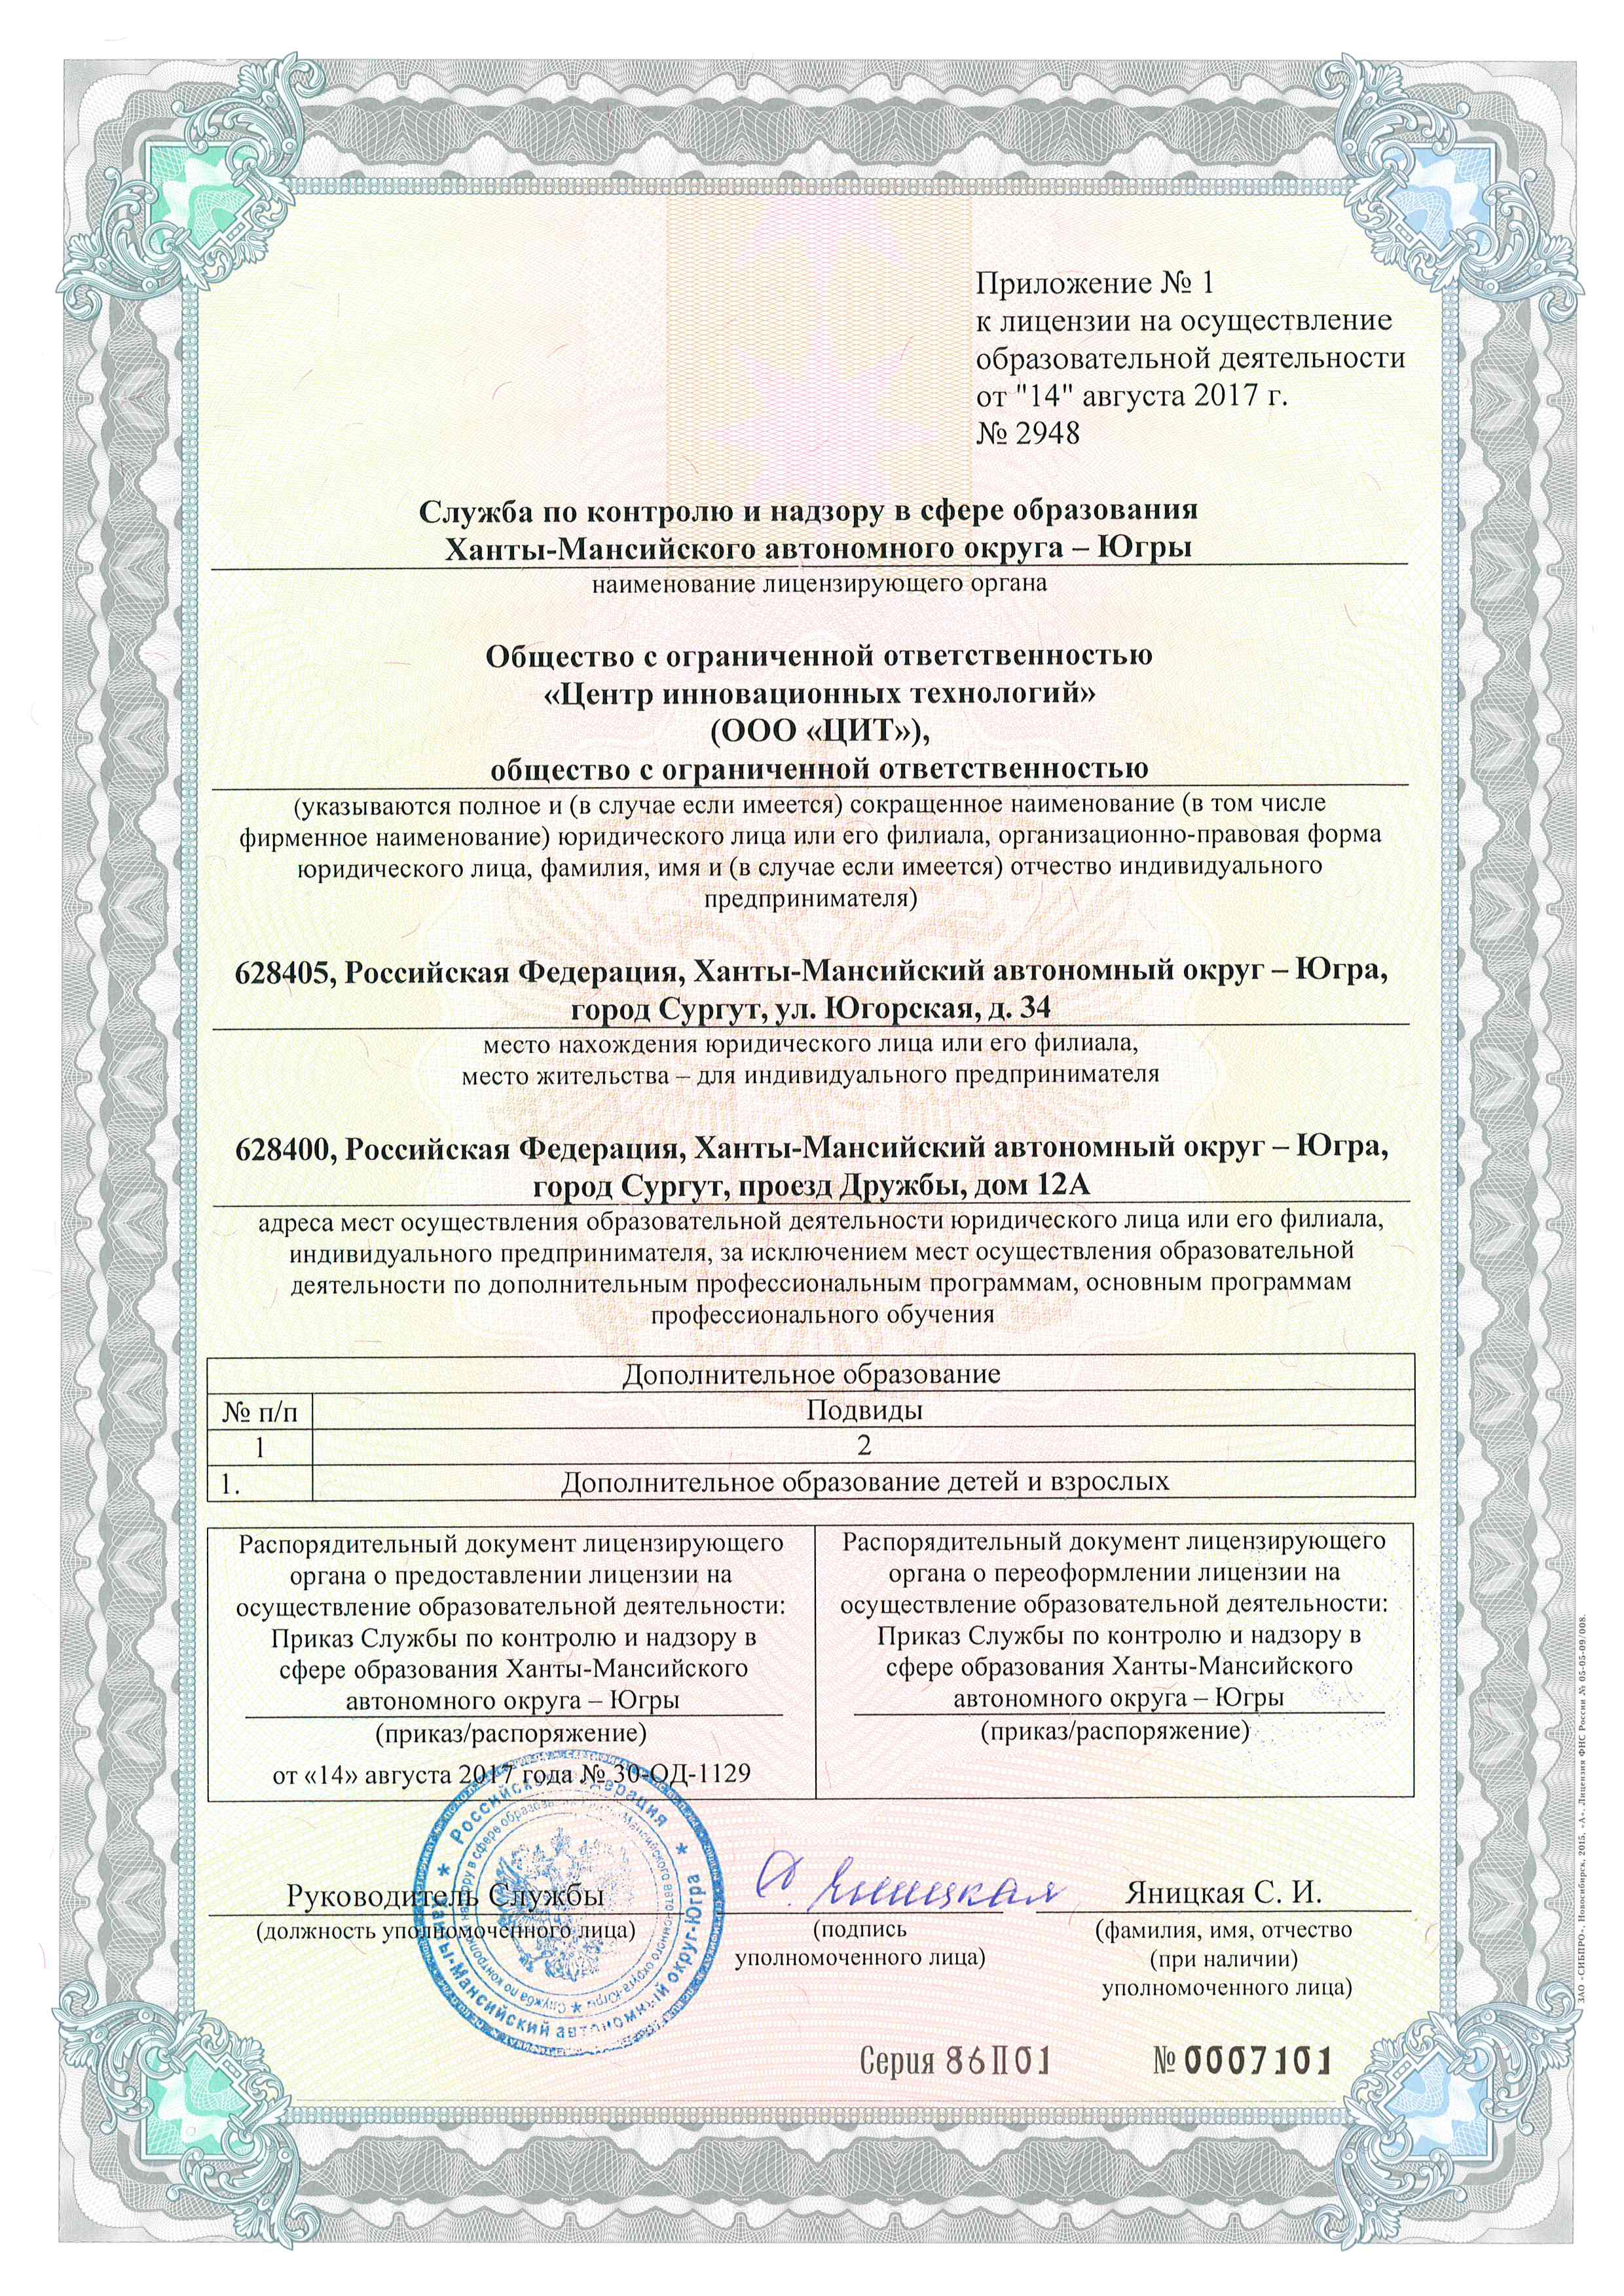 Приложение № 1
к лицензии на осуществление
образовательной деятельности
от "14" августа 2017 г.
№ 2948
Служба по контролю и надзору в сфере образования
Ханты-Мансийского автономного округа – Югры
наименование лицензирующего органа
Общество с ограниченной ответственностью
«Центр инновационных технологий»
(ООО «ЦИТ»),
общество с ограниченной ответственностью
(указываются полное и (в случае если имеется) сокращенное наименование (в том числе
фирменное наименование) юридического лица или его филиала, организационно-правовая форма
юридического лица, фамилия, имя и (в случае если имеется) отчество индивидуального
предпринимателя)
628405, Российская Федерация, Ханты-Мансийский автономный округ – Югра,
город Сургут, ул. Югорская, д. 34
место нахождения юридического лица или его филиала,
место жительства – для индивидуального предпринимателя
628400, Российская Федерация, Ханты-Мансийский автономный округ – Югра,
город Сургут, проезд Дружбы, дом 12А
адреса мест осуществления образовательной деятельности юридического лица или его филиала,
индивидуального предпринимателя, за исключением мест осуществления образовательной
деятельности по дополнительным профессиональным программам, основным программам
профессионального обучения
Дополнительное образование
№ п/п Подвиды
1 2
1. Дополнительное образование детей и взрослых
Распорядительный документ лицензирующего
органа о предоставлении лицензии на
осуществление образовательной деятельности:
Приказ Службы по контролю и надзору в
сфере образования Ханты-Мансийского
автономного округа – Югры
(приказ/распоряжение)
от «14» августа 2017 года № 30-ОД-1129
Распорядительный документ лицензирующего
органа о переоформлении лицензии на
осуществление образовательной деятельности:
Приказ Службы по контролю и надзору в
сфере образования Ханты-Мансийского
автономного округа – Югры
(приказ/распоряжение)
Руководитель Службы
(должность уполномоченного лица)
(подпись
уполномоченного лица)
Яницкая С. И.
(фамилия, имя, отчество
(при наличии)
уполномоченного лица)
Российская Федерация * Ханты-Мансийский автономный округ-Югра *
Служба по контролю и надзору в сфере образования Ханты-Мансийского автономного округа-Югры *
Серия 86П01 № 0007101
ЗАО «СИБПРО», Новосибирск, 2015, «А». Лицензия ФНС России № 05-05-09/008.